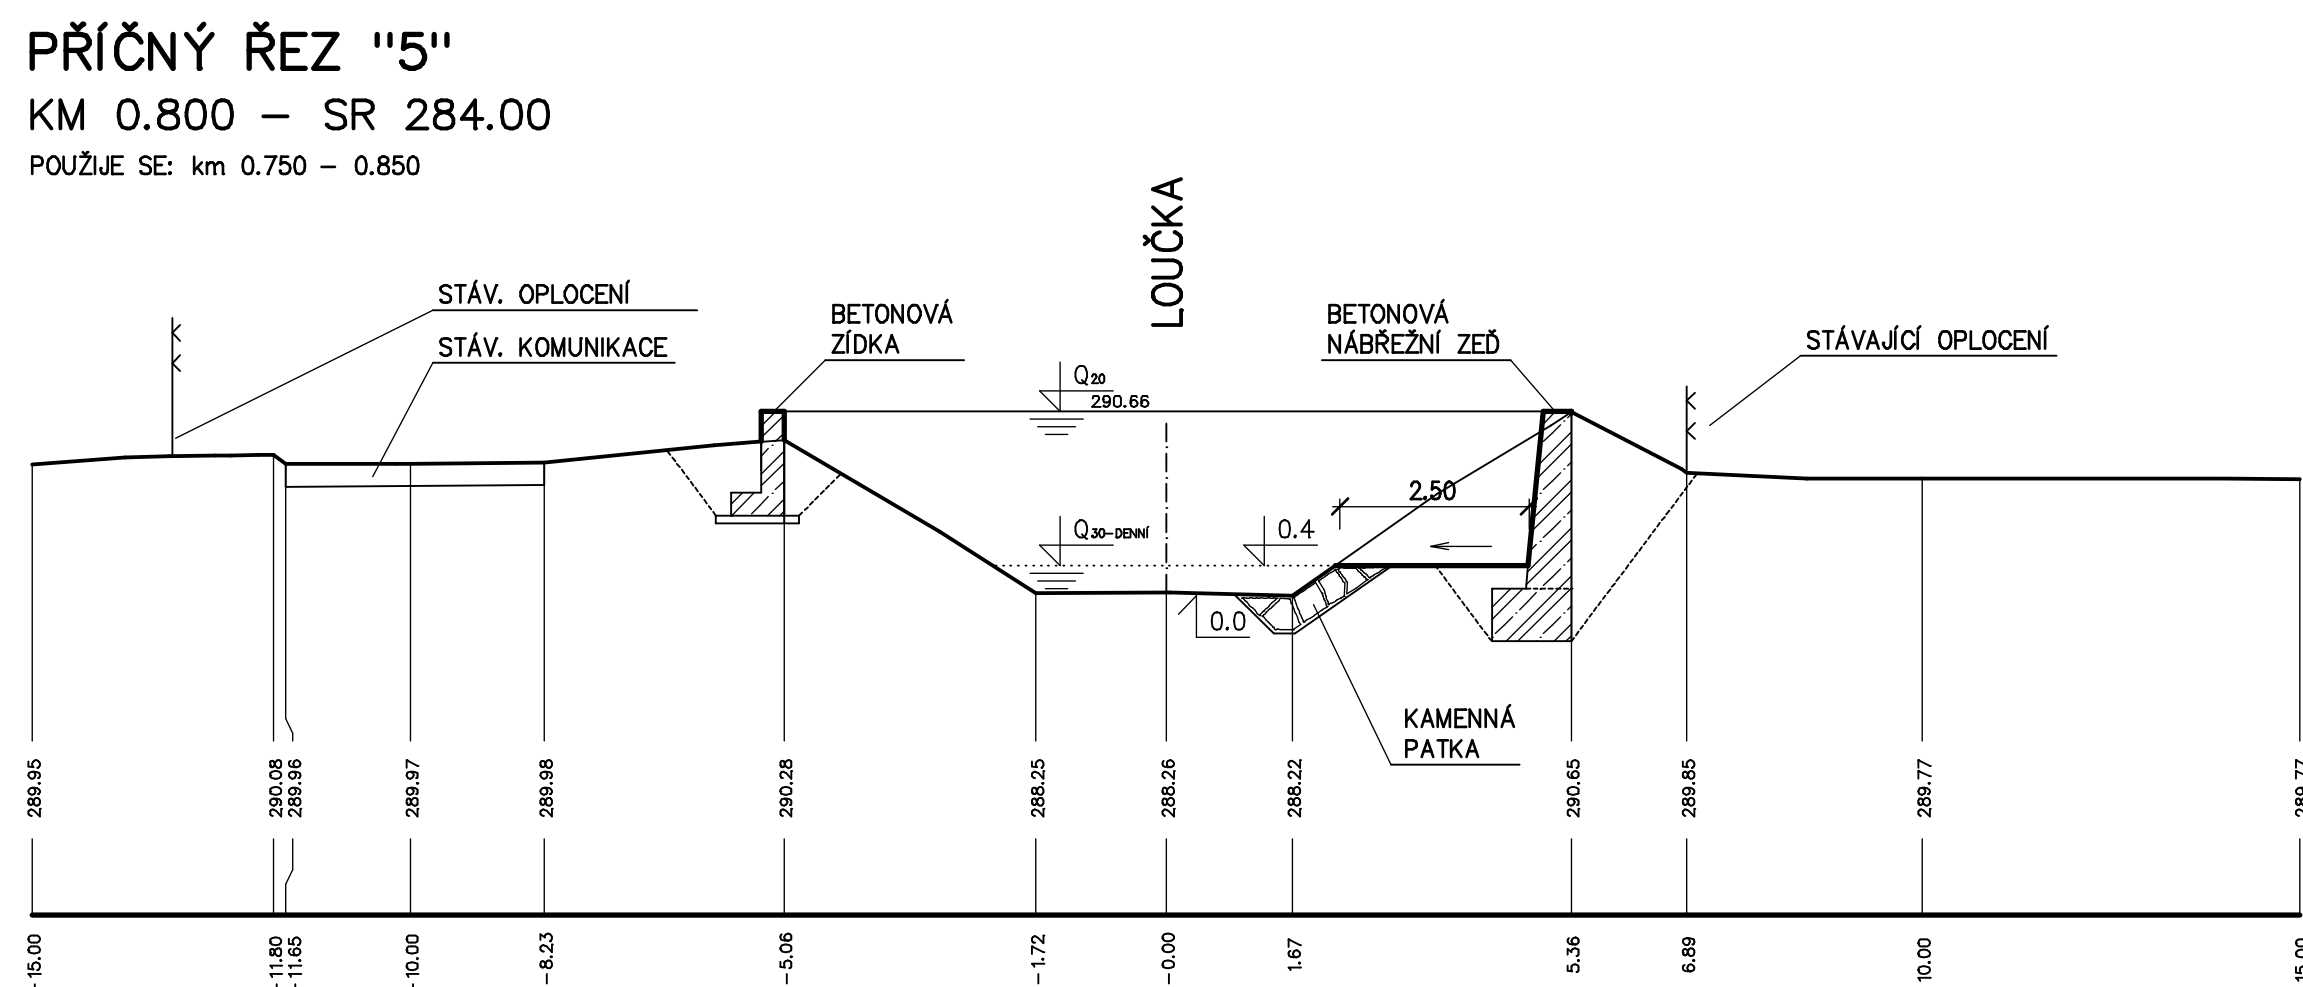 PŘÍČNÝ ŘEZ "5"
KM 0.800 – SR 284.00
POUŽIJE SE: km 0.750 – 0.850
LOUČKA
STÁV. OPLOCENÍ
STÁV. KOMUNIKACE
BETONOVÁ
ZÍDKA
BETONOVÁ
NÁBŘEŽNÍ ZEĎ
STÁVAJÍCÍ OPLOCENÍ
Q20
290.66
2.50
Q30-DENNÍ
0.4
0.0
KAMENNÁ
PATKA
289.95
290.08
289.96
289.97
289.98
290.28
288.25
288.26
288.22
290.65
289.85
289.77
289.77
-15.00
-11.80
-11.65
-10.00
-8.23
-5.06
-1.72
-0.00
1.67
5.36
6.89
10.00
15.00